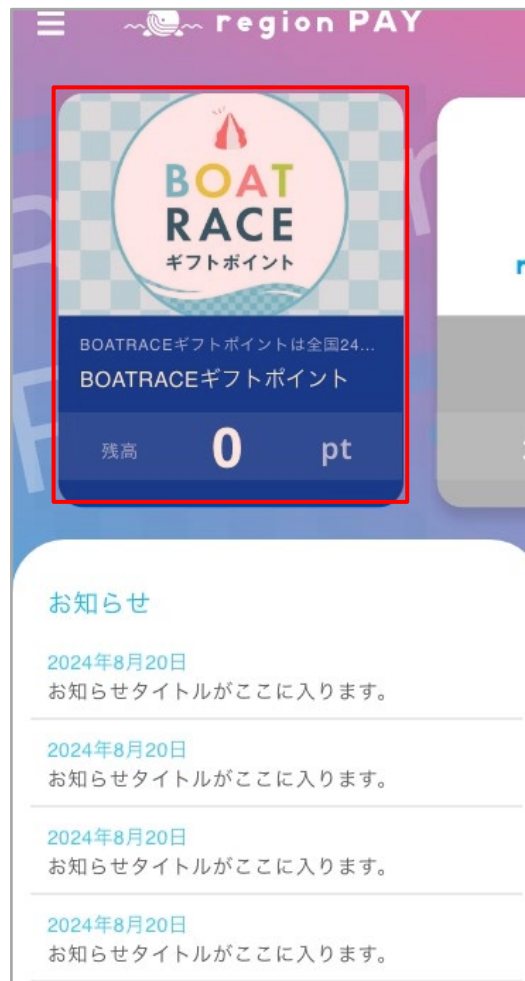 region PAY
BOAT
RACE
ギフトポイント
BOATRACEギフトポイントは全国24...
BOATRACEギフトポイント
残高 0 pt
お知らせ
2024年8月20日
お知らせタイトルがここに入ります。
2024年8月20日
お知らせタイトルがここに入ります。
2024年8月20日
お知らせタイトルがここに入ります。
2024年8月20日
お知らせタイトルがここに入ります。